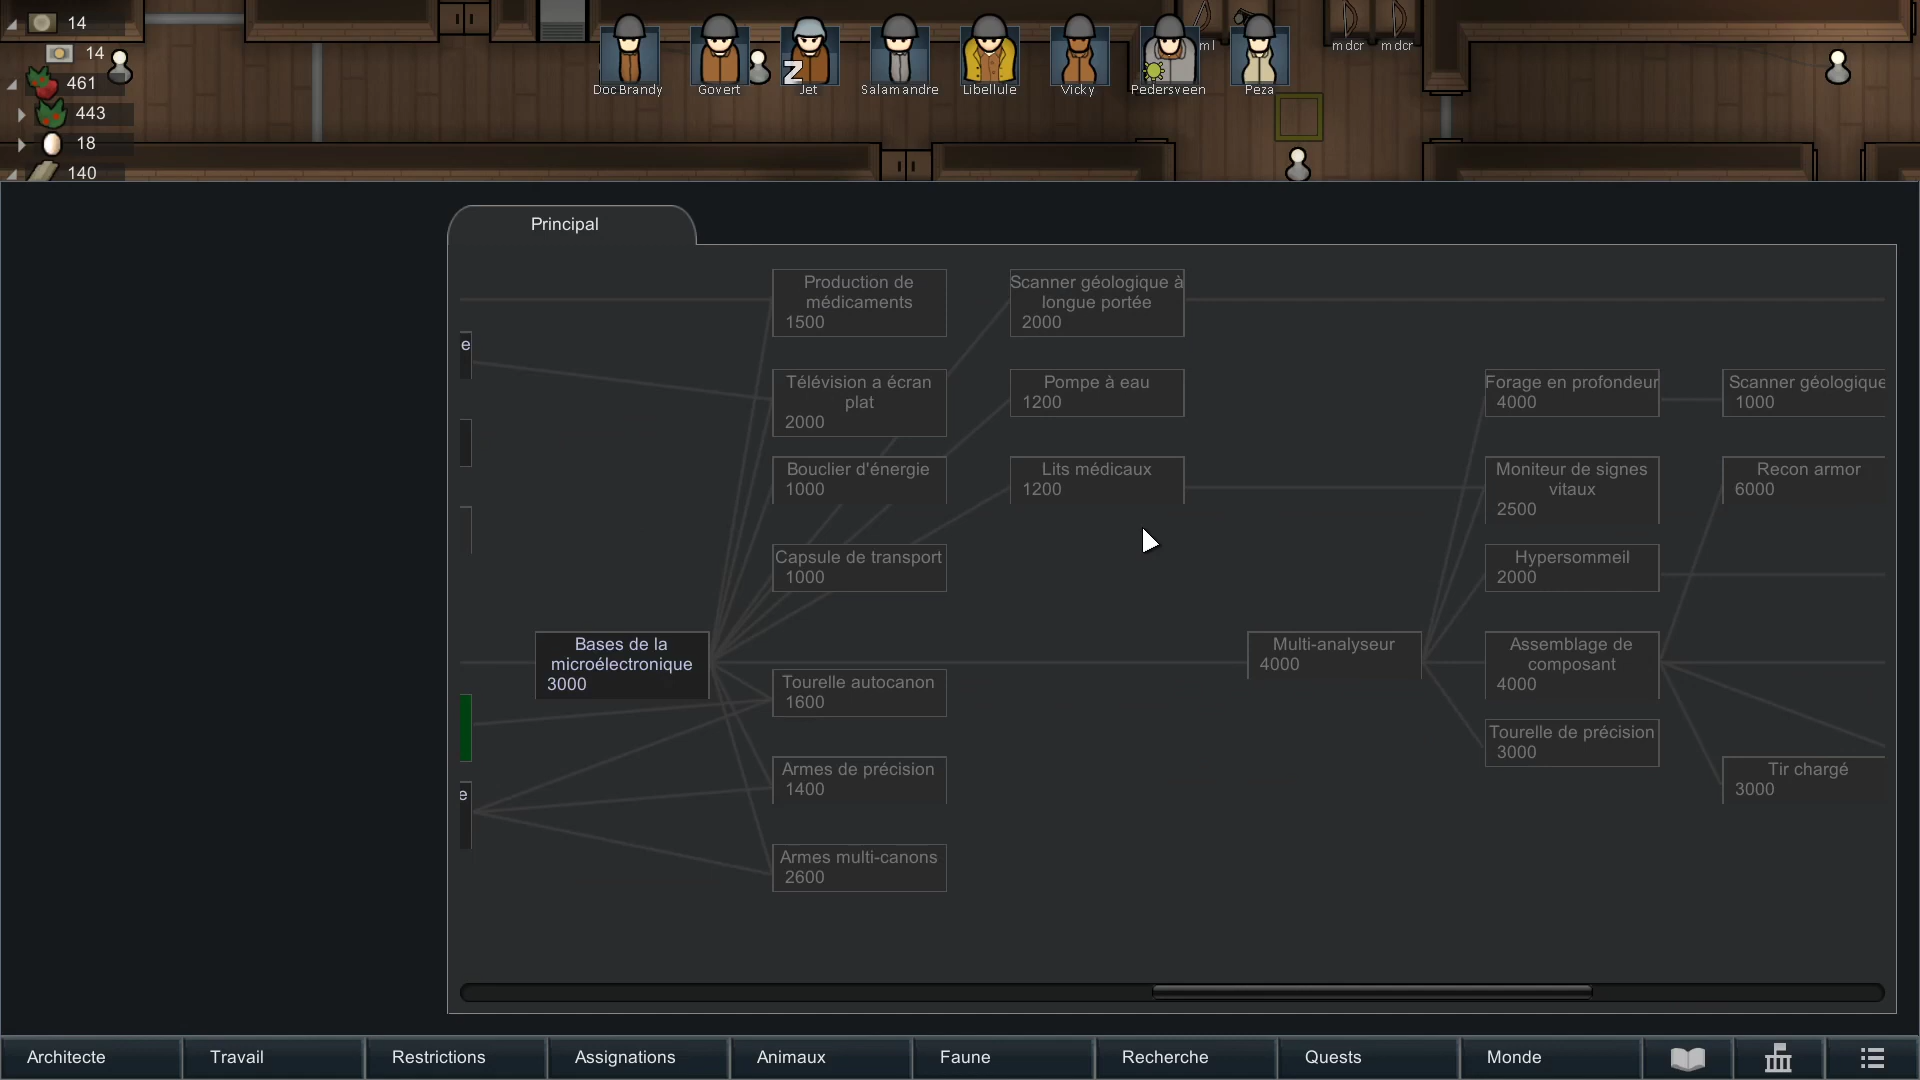 14
14
461
443
18
140
Doc Brandy
Govert
Z
Jet
Salamandre
Libellule
Vicky
Pedersveen
Peza
ml
mdcr
mdcr
Principal
e
e
Bases de la
microélectronique
3000
Production de
médicaments
1500
Télévision a écran
plat
2000
Bouclier d'énergie
1000
Capsule de transport
1000
Tourelle autocanon
1600
Armes de précision
1400
Armes multi-canons
2600
Scanner géologique à
longue portée
2000
Pompe à eau
1200
Lits médicaux
1200
Multi-analyseur
4000
Forage en profondeur
4000
Moniteur de signes
vitaux
2500
Hypersommeil
2000
Assemblage de
composant
4000
Tourelle de précision
3000
Scanner géologique
1000
Recon armor
6000
Tir chargé
3000
Architecte
Travail
Restrictions
Assignations
Animaux
Faune
Recherche
Quests
Monde